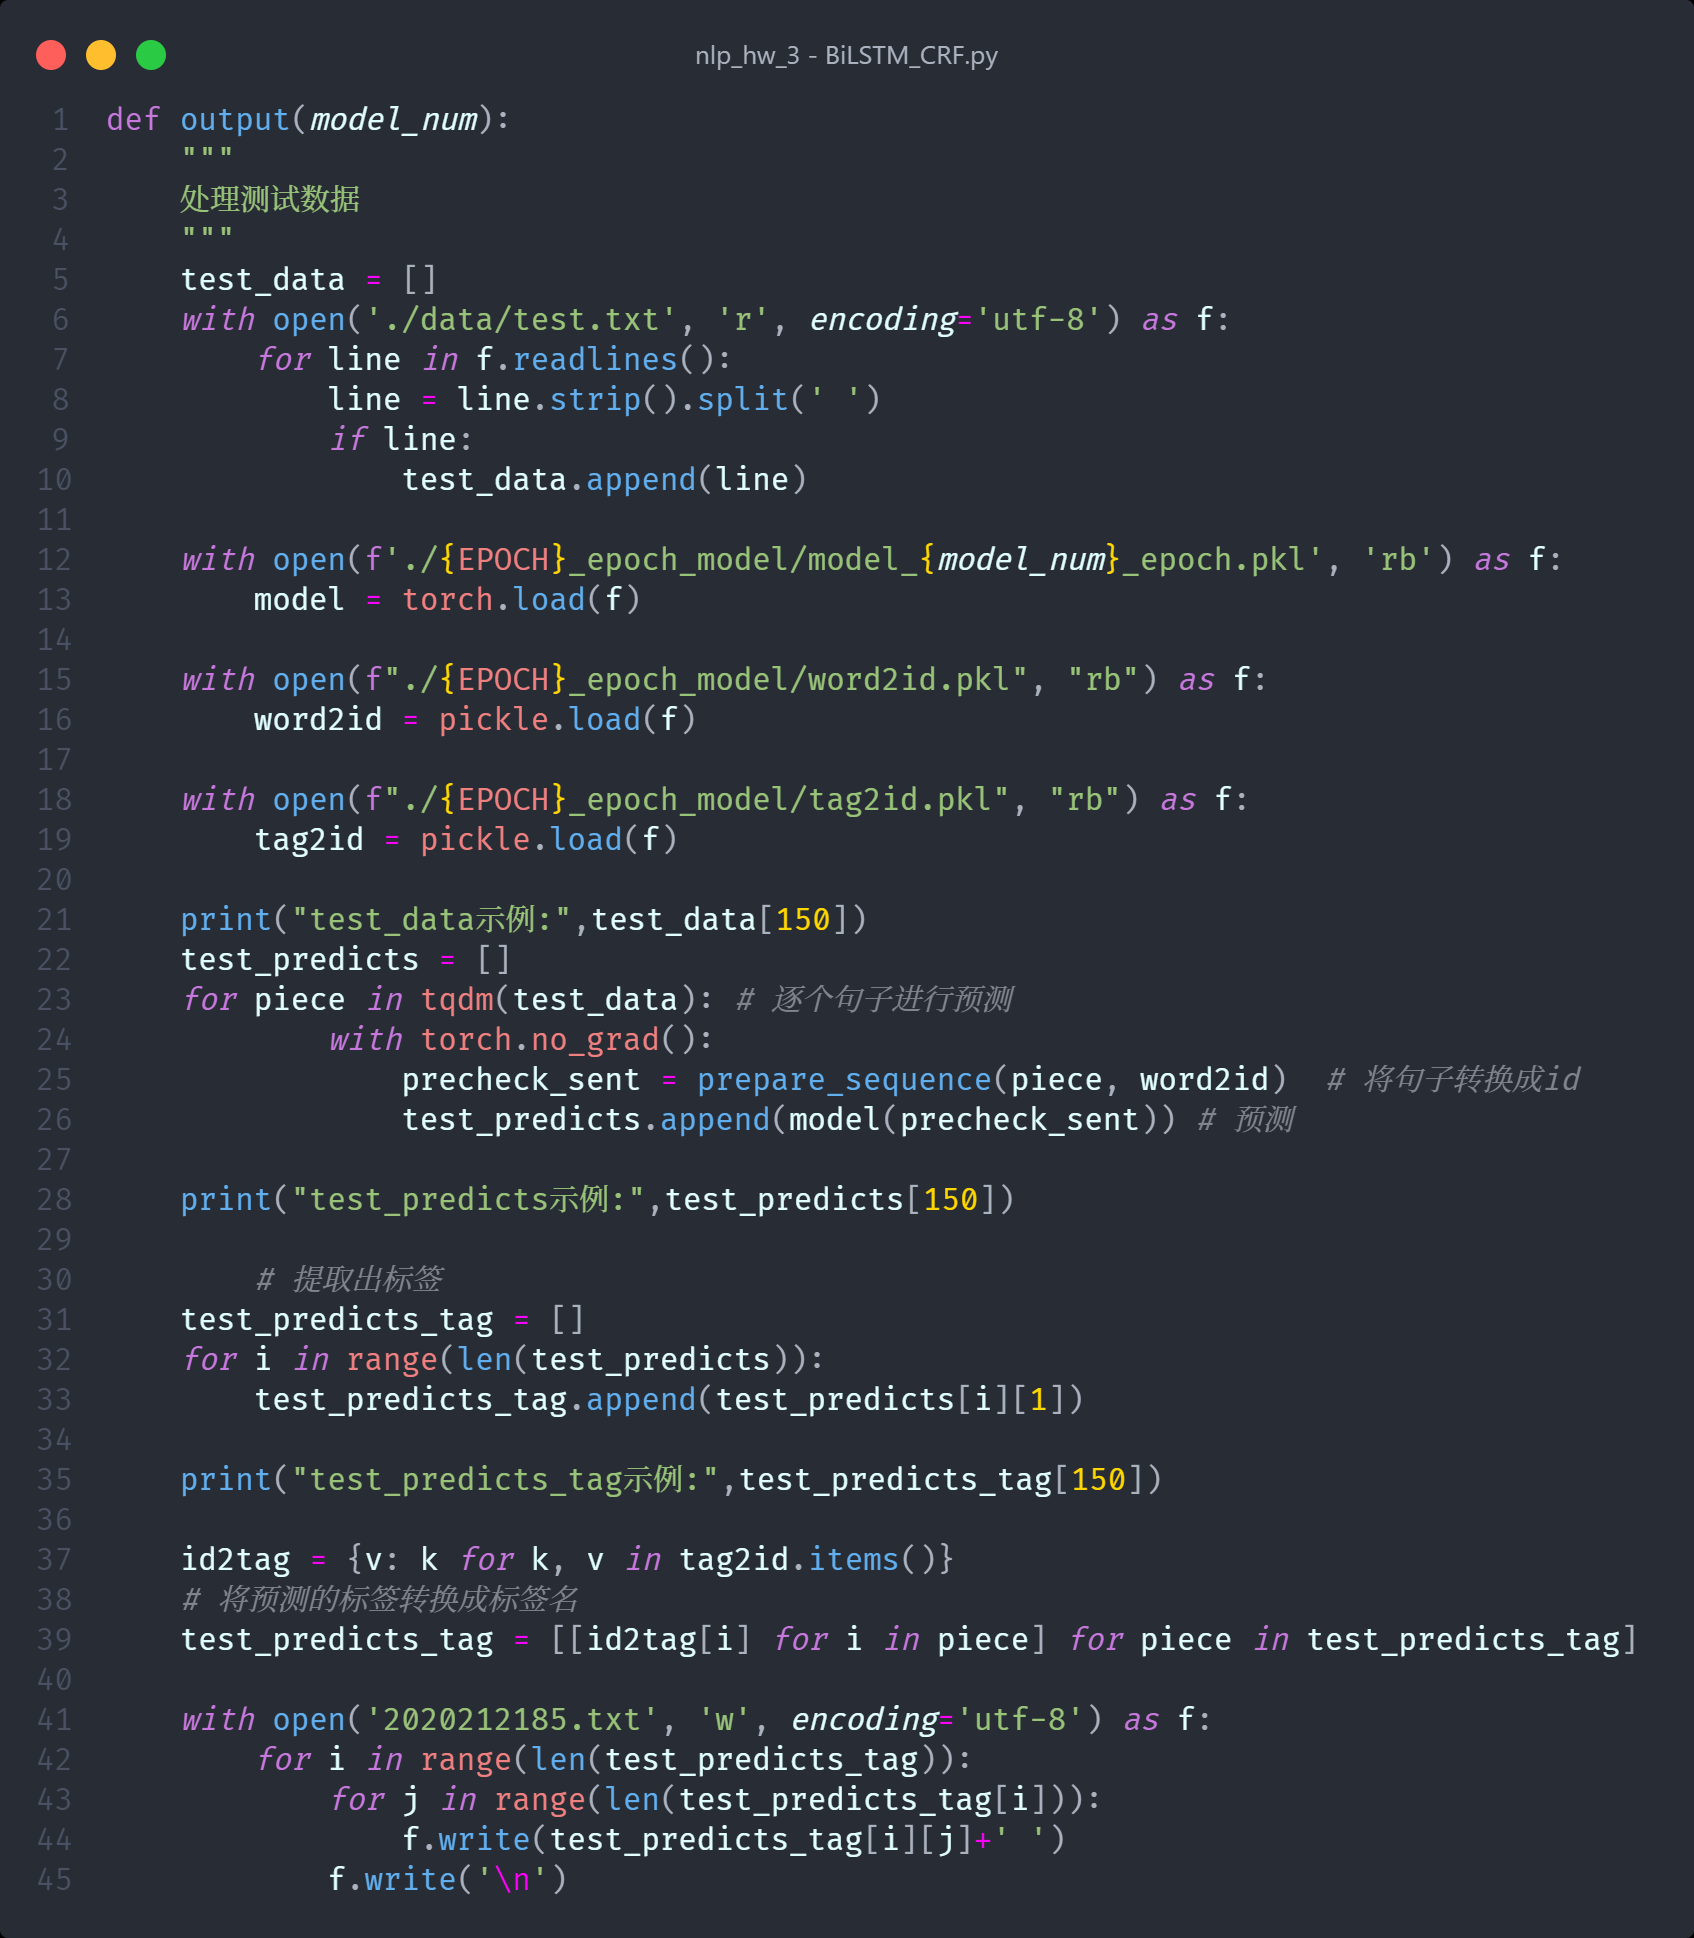 nlp_hw_3 - BiLSTM_CRF.py
1 def output(model_num):
2     """
3     处理测试数据
4     """
5     test_data = []
6     with open('./data/test.txt', 'r', encoding='utf-8') as f:
7         for line in f.readlines():
8             line = line.strip().split(' ')
9             if line:
10                 test_data.append(line)
11
12     with open(f'./{EPOCH}_epoch_model/model_{model_num}_epoch.pkl', 'rb') as f:
13         model = torch.load(f)
14
15     with open(f"./{EPOCH}_epoch_model/word2id.pkl", "rb") as f:
16         word2id = pickle.load(f)
17
18     with open(f"./{EPOCH}_epoch_model/tag2id.pkl", "rb") as f:
19         tag2id = pickle.load(f)
20
21     print("test_data示例:",test_data[150])
22     test_predicts = []
23     for piece in tqdm(test_data): # 逐个句子进行预测
24             with torch.no_grad():
25                 precheck_sent = prepare_sequence(piece, word2id)  # 将句子转换成id
26                 test_predicts.append(model(precheck_sent)) # 预测
27
28     print("test_predicts示例:",test_predicts[150])
29
30         # 提取出标签
31     test_predicts_tag = []
32     for i in range(len(test_predicts)):
33         test_predicts_tag.append(test_predicts[i][1])
34
35     print("test_predicts_tag示例:",test_predicts_tag[150])
36
37     id2tag = {v: k for k, v in tag2id.items()}
38     # 将预测的标签转换成标签名
39     test_predicts_tag = [[id2tag[i] for i in piece] for piece in test_predicts_tag]
40
41     with open('2020212185.txt', 'w', encoding='utf-8') as f:
42         for i in range(len(test_predicts_tag)):
43             for j in range(len(test_predicts_tag[i])):
44                 f.write(test_predicts_tag[i][j]+' ')
45             f.write('\n')